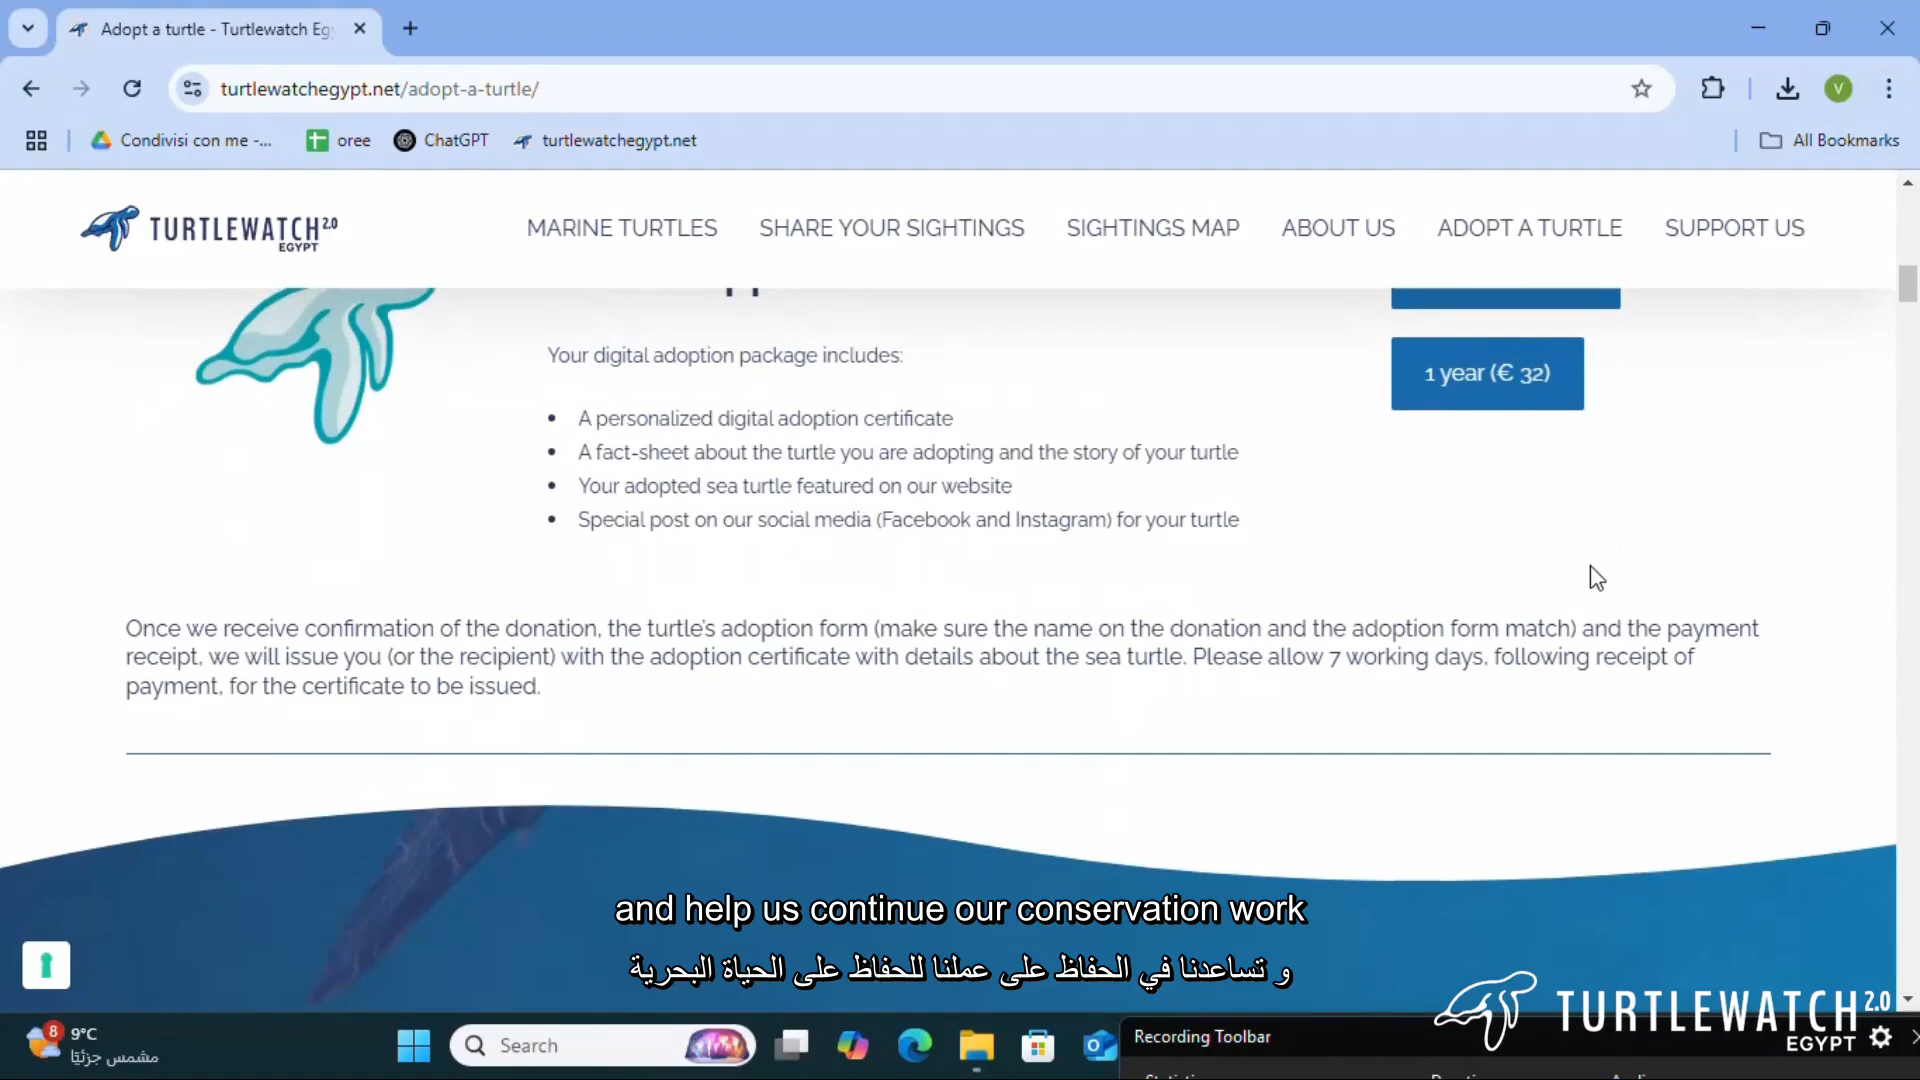 Adopt a turtle - Turtlewatch Eg
turtlewatchegypt.net/adopt-a-turtle/
V
Condivisi con me -...
oree
ChatGPT
turtlewatchegypt.net
All Bookmarks
TURTLEWATCH 2.0
EGYPT
MARINE TURTLES
SHARE YOUR SIGHTINGS
SIGHTINGS MAP
ABOUT US
ADOPT A TURTLE
SUPPORT US
Your digital adoption package includes:
1 year (€ 32)
• A personalized digital adoption certificate
• A fact-sheet about the turtle you are adopting and the story of your turtle
• Your adopted sea turtle featured on our website
• Special post on our social media (Facebook and Instagram) for your turtle
Once we receive confirmation of the donation, the turtle's adoption form (make sure the name on the donation and the adoption form match) and the payment
receipt, we will issue you (or the recipient) with the adoption certificate with details about the sea turtle. Please allow 7 working days, following receipt of
payment, for the certificate to be issued.
and help us continue our conservation work
و تساعدنا في الحفاظ على عملنا للحفاظ على الحياة البحرية
TURTLEWATCH 2.0
EGYPT
8
9°C
مشمس جزئيًا
Search
Recording Toolbar